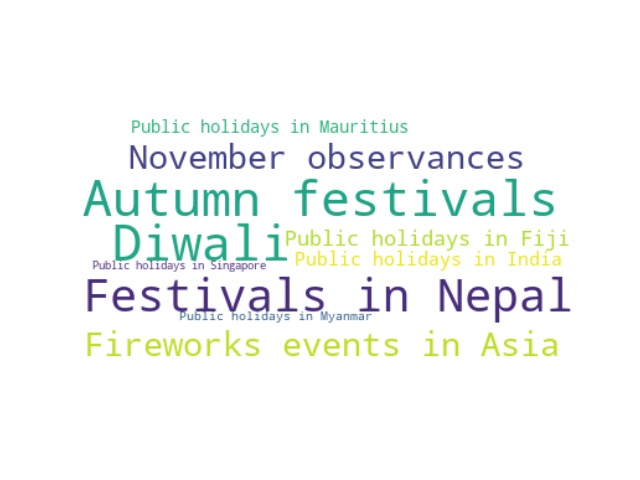 Public holidays in Mauritius
November observances
Autumn festivals
Diwali
Public holidays in Fiji
Public holidays in India
Public holidays in Singapore
Festivals in Nepal
Public holidays in Myanmar
Fireworks events in Asia